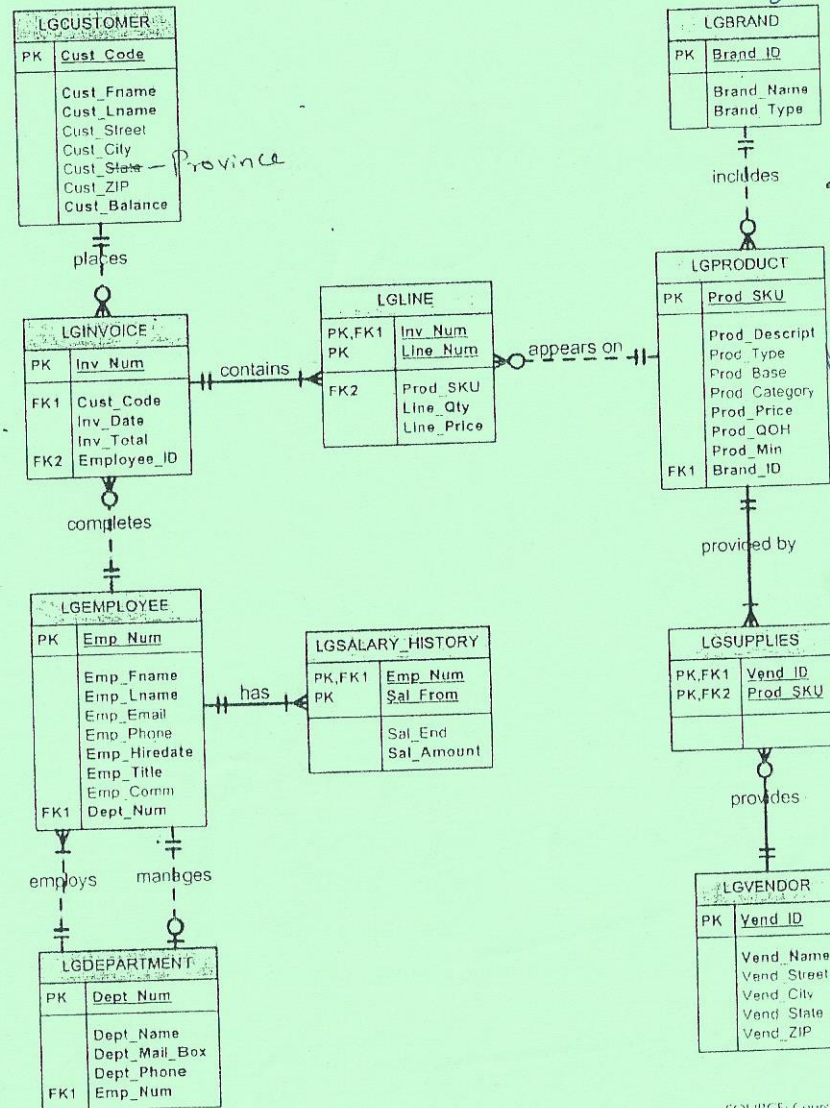 LGCUSTOMER
PK Cust_Code
Cust_Fname
Cust_Lname
Cust_Street
Cust_City
Cust_State – Province
Cust_ZIP
Cust_Balance
places
LGINVOICE
PK Inv_Num
FK1 Cust_Code
Inv_Date
Inv_Total
FK2 Employee_ID
contains
LGLINE
PK,FK1 Inv_Num
PK Line_Num
FK2 Prod_SKU
Line_Qty
Line_Price
appears on
LGBRAND
PK Brand_ID
Brand_Name
Brand_Type
includes
LGPRODUCT
PK Prod_SKU
Prod_Descript
Prod_Type
Prod_Base
Prod_Category
Prod_Price
Prod_QOH
Prod_Min
FK1 Brand_ID
completes
LGEMPLOYEE
PK Emp_Num
Emp_Fname
Emp_Lname
Emp_Email
Emp_Phone
Emp_Hiredate
Emp_Title
Emp_Comm
FK1 Dept_Num
has
LGSALARY_HISTORY
PK,FK1 Emp_Num
PK Sal_From
Sal_End
Sal_Amount
provided by
LGSUPPLIES
PK,FK1 Vend_ID
PK,FK2 Prod_SKU
provides
employs manages
LGDEPARTMENT
PK Dept_Num
Dept_Name
Dept_Mail_Box
Dept_Phone
FK1 Emp_Num
LGVENDOR
PK Vend_ID
Vend_Name
Vend_Street
Vend_City
Vend_State
Vend_ZIP